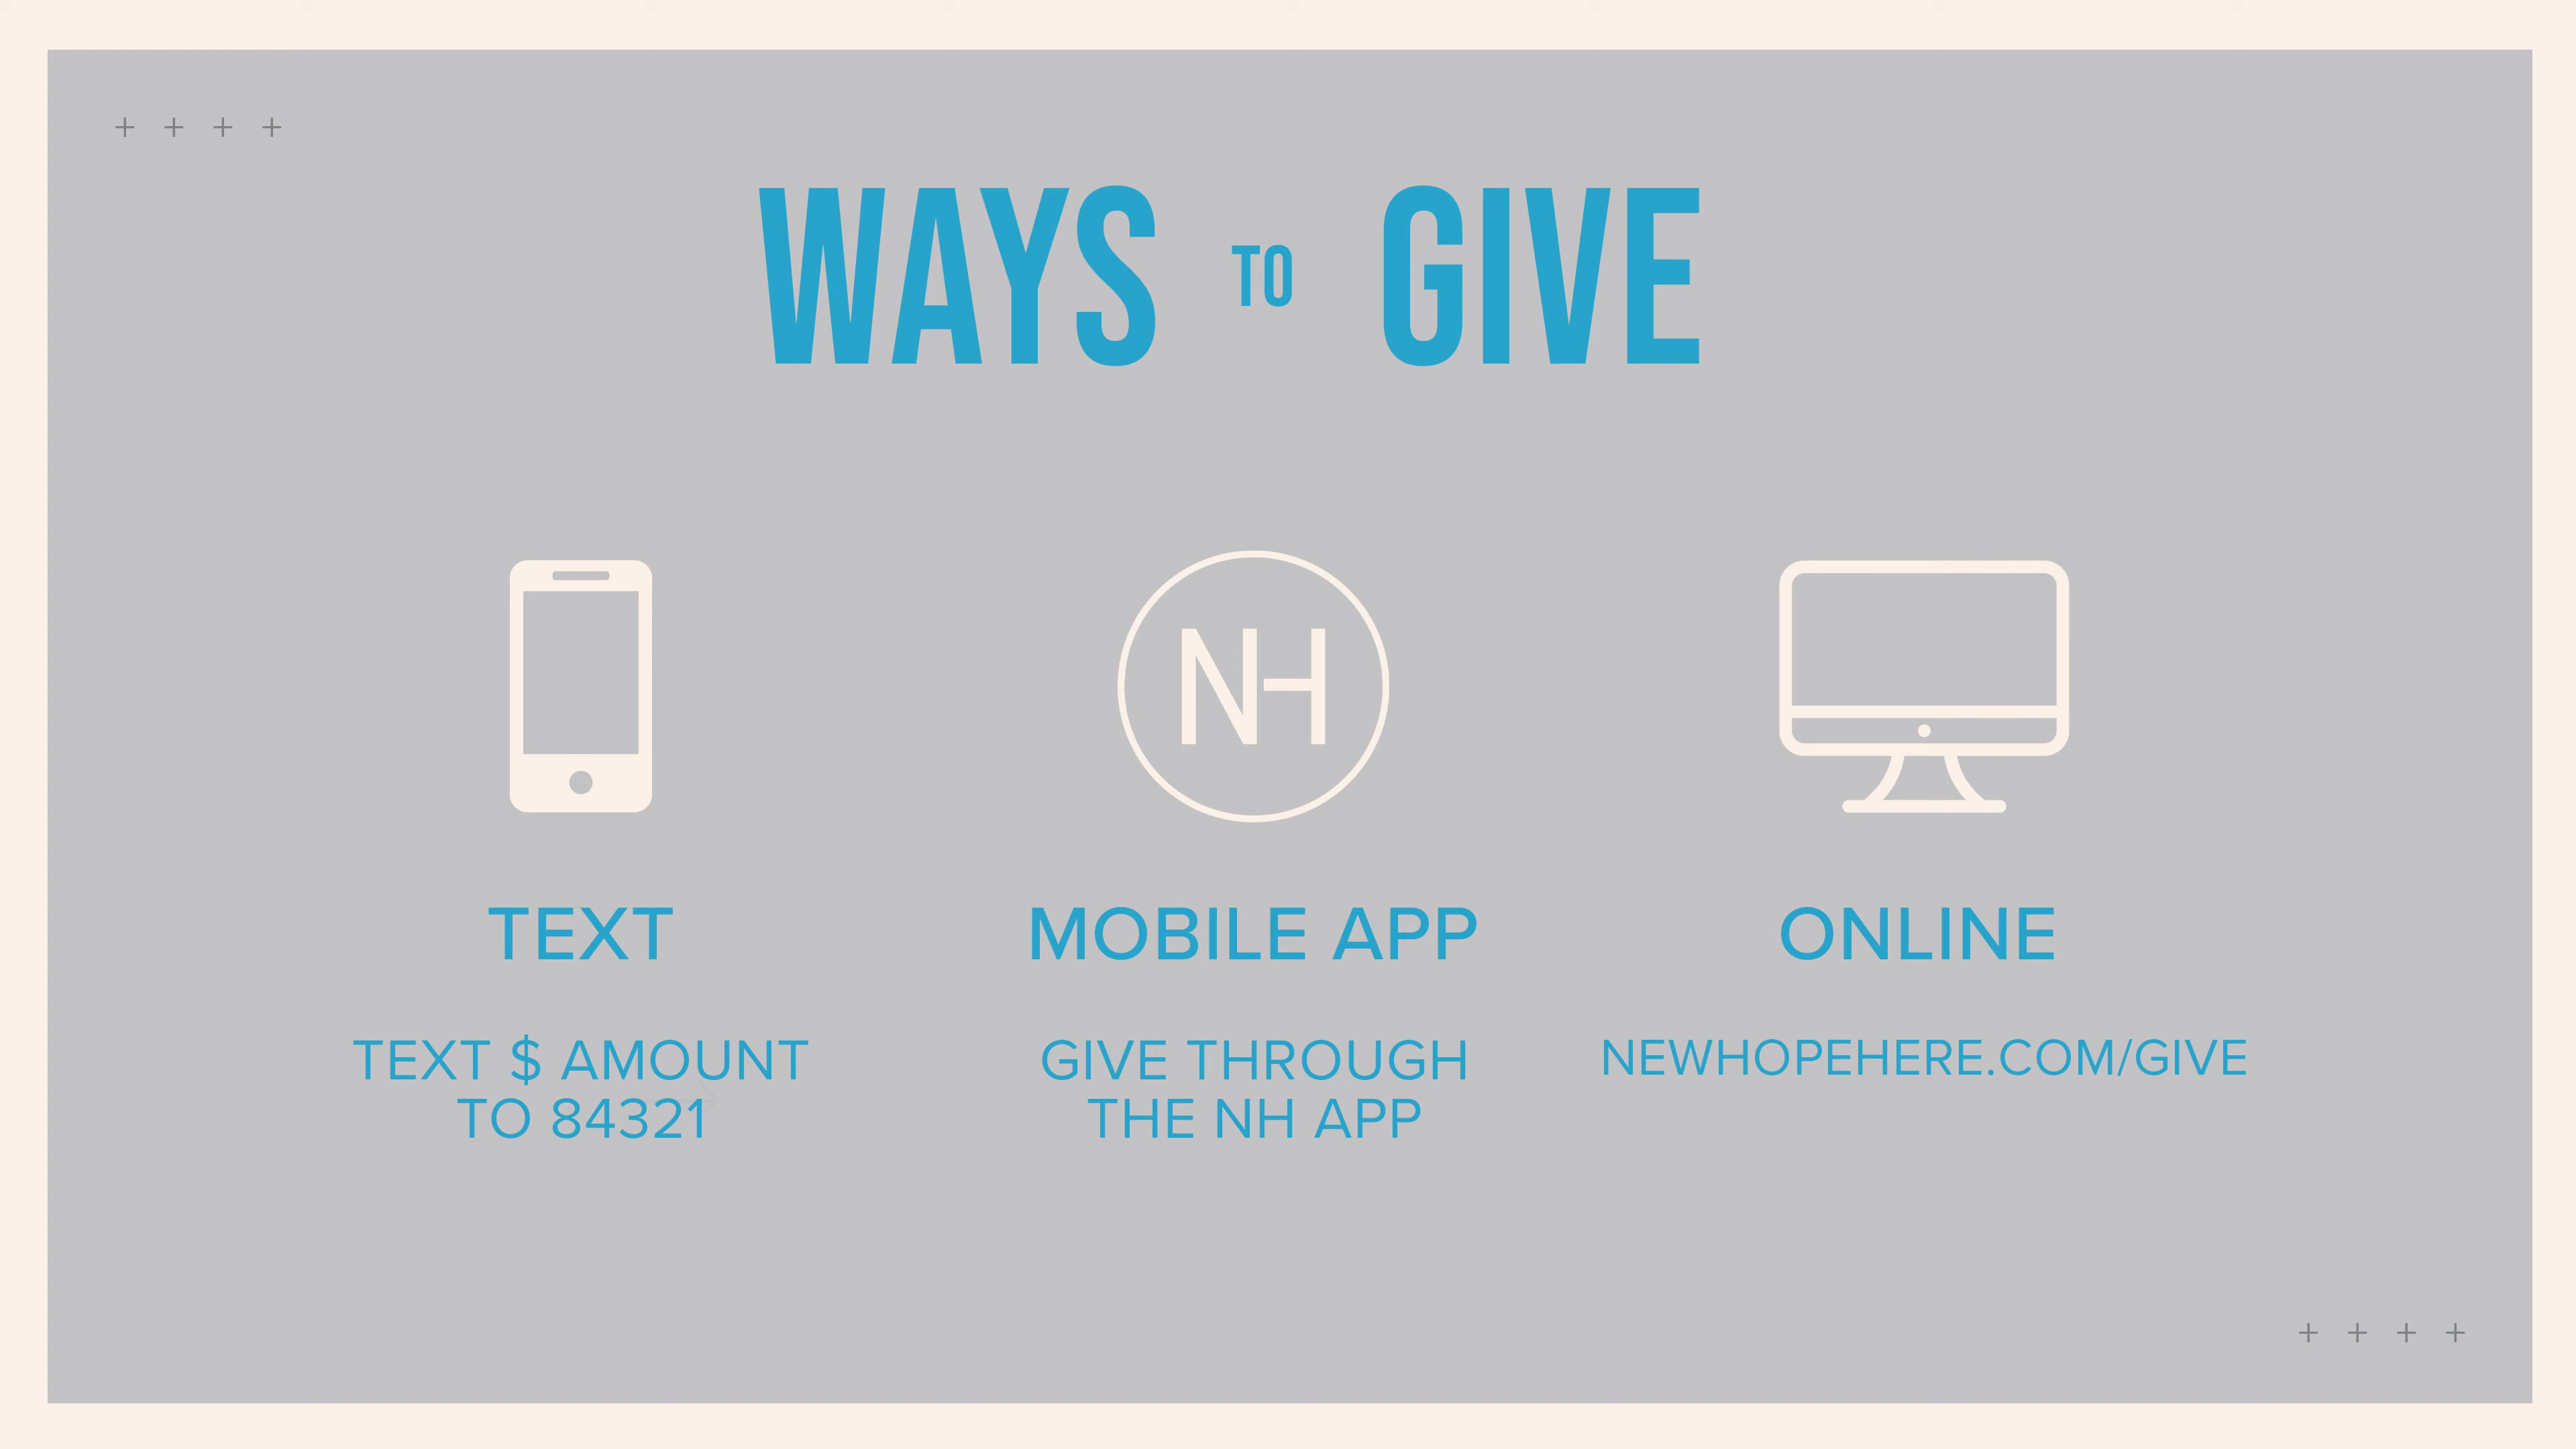 WAYS TO GIVE
NH
TEXT
TEXT $ AMOUNT
TO 84321
MOBILE APP
GIVE THROUGH
THE NH APP
ONLINE
NEWHOPEHERE.COM/GIVE